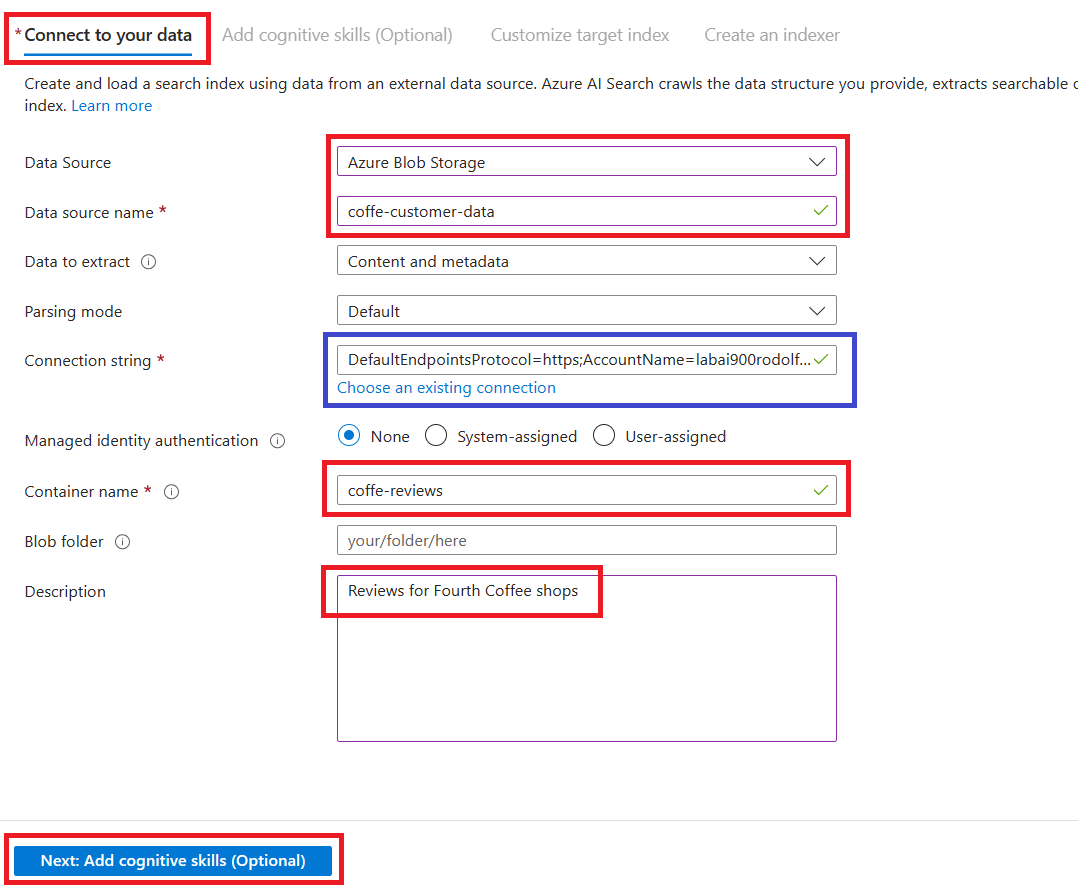 *Connect to your data Add cognitive skills (Optional) Customize target index Create an indexer
Create and load a search index using data from an external data source. Azure AI Search crawls the data structure you provide, extracts searchable
index. Learn more
Data Source Azure Blob Storage
Data source name * coffe-customer-data
Data to extract Content and metadata
Parsing mode Default
Connection string * DefaultEndpointsProtocol=https;AccountName=labai900rodolf...
Choose an existing connection
Managed identity authentication None System-assigned User-assigned
Container name * coffe-reviews
Blob folder your/folder/here
Description Reviews for Fourth Coffee shops
Next: Add cognitive skills (Optional)